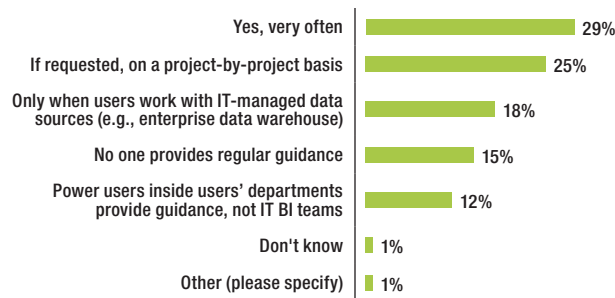 Yes, very often 29%
If requested, on a project-by-project basis 25%
Only when users work with IT-managed data
sources (e.g., enterprise data warehouse) 18%
No one provides regular guidance 15%
Power users inside users’ departments
provide guidance, not IT BI teams 12%
Don't know 1%
Other (please specify) 1%